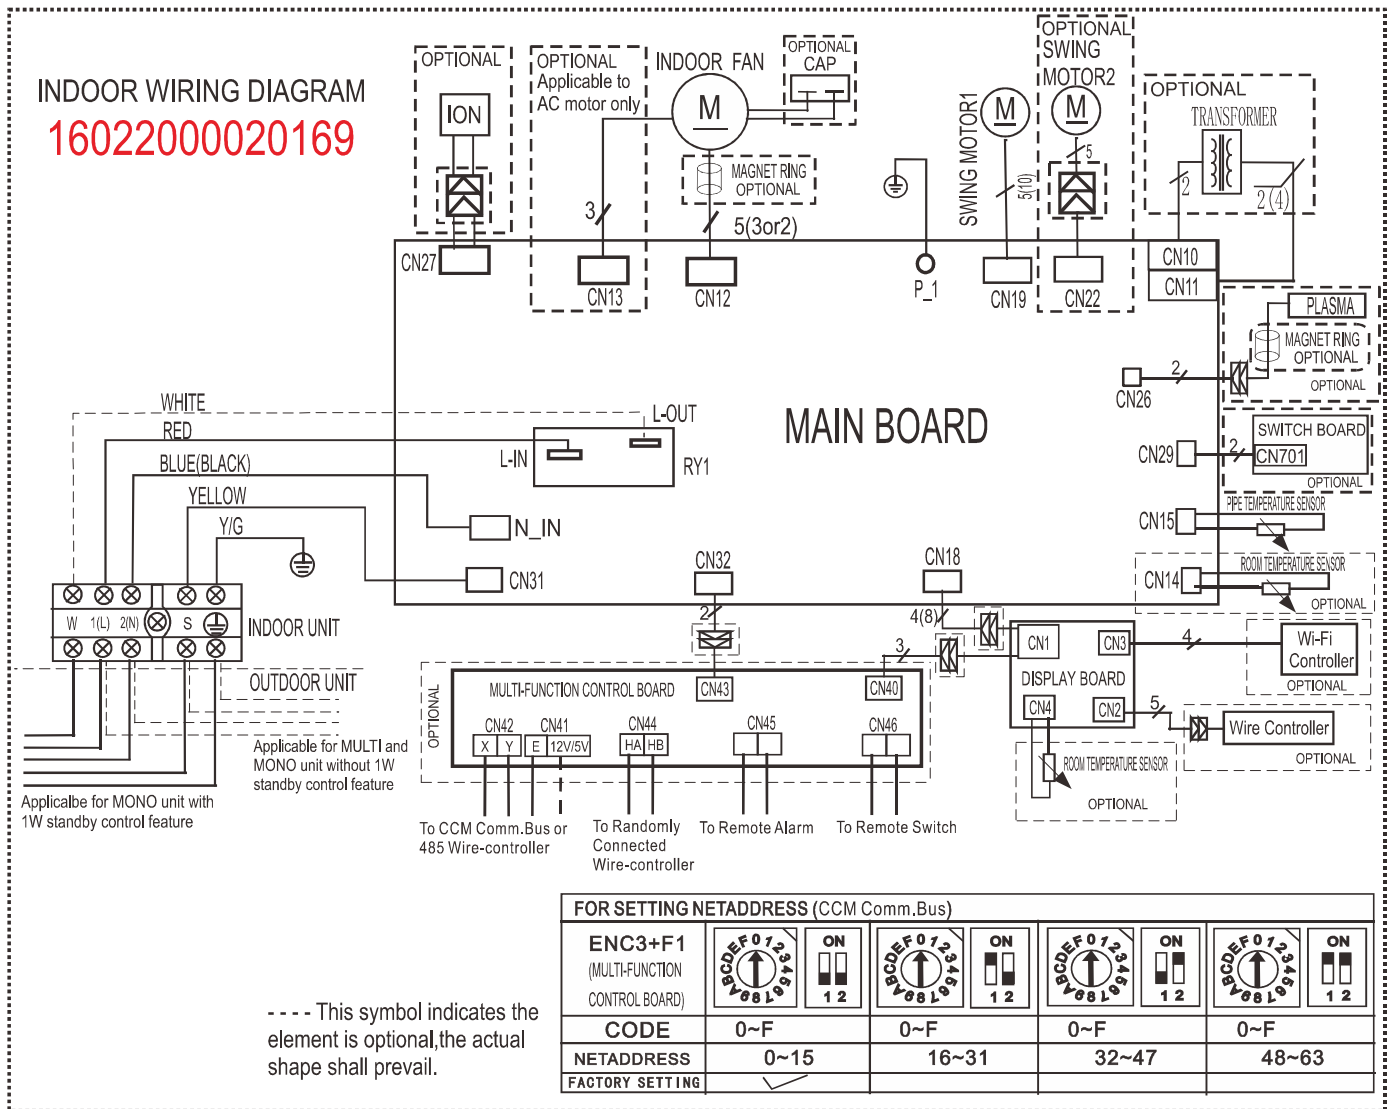 INDOOR WIRING DIAGRAM
16022000020169
OPTIONAL
ION
CN27
OPTIONAL
Applicable to
AC motor only
3
CN13
INDOOR FAN
M
OPTIONAL
CAP
MAGNET RING
OPTIONAL
5(3or2)
CN12
P_1
SWING MOTOR1
M
5(10)
CN19
OPTIONAL
SWING
MOTOR2
M
5
CN22
OPTIONAL
TRANSFORMER
2
2(4)
CN10
CN11
PLASMA
MAGNET RING
OPTIONAL
OPTIONAL
2
CN26
SWITCH BOARD
CN701
OPTIONAL
2
CN29
PIPE TEMPERATURE SENSOR
CN15
ROOM TEMPERATURE SENSOR
CN14
OPTIONAL
MAIN BOARD
WHITE
RED
BLUE(BLACK)
YELLOW
Y/G
L-OUT
L-IN
RY1
N_IN
CN31
CN32
2
CN18
4(8)
W 1(L) 2(N) S
INDOOR UNIT
OUTDOOR UNIT
Applicable for MULTI and
MONO unit without 1W
standby control feature
Applicalbe for MONO unit with
1W standby control feature
OPTIONAL
MULTI-FUNCTION CONTROL BOARD
CN43
CN40
3
CN42 CN41 CN44 CN45 CN46
X Y E 12V/5V HA HB
To CCM Comm.Bus or
485 Wire-controller
To Randomly
Connected
Wire-controller
To Remote Alarm
To Remote Switch
CN1
CN3
DISPLAY BOARD
CN4
CN2
4
Wi-Fi
Controller
OPTIONAL
5
Wire Controller
OPTIONAL
ROOM TEMPERATURE SENSOR
OPTIONAL
- - - - This symbol indicates the
element is optional,the actual
shape shall prevail.
FOR SETTING NETADDRESS (CCM Comm.Bus)
ENC3+F1
(MULTI-FUNCTION
CONTROL BOARD)
0123456789ABCDEF
ON
1 2
0123456789ABCDEF
ON
1 2
0123456789ABCDEF
ON
1 2
0123456789ABCDEF
ON
1 2
CODE 0~F 0~F 0~F 0~F
NETADDRESS 0~15 16~31 32~47 48~63
FACTORY SETTING